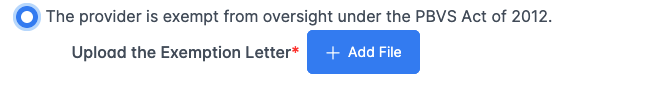 The provider is exempt from oversight under the PBVS Act of 2012.
Upload the Exemption Letter* + Add File